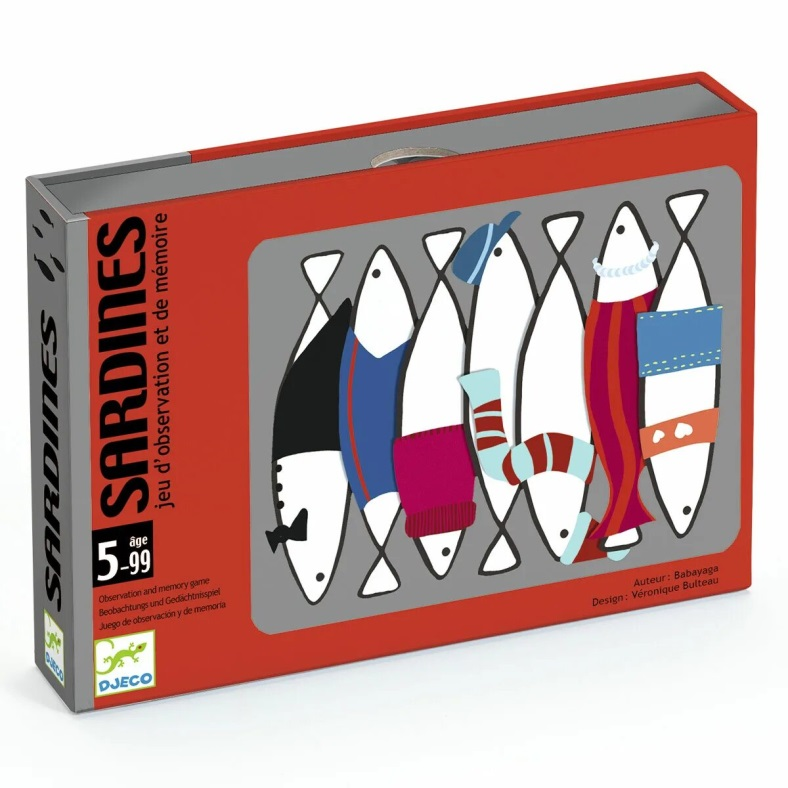 SARDINES
SARDINES
jeu d'observation et de mémoire
âge
5-99
Observation and memory game
Beobachtungs und Gedächtnisspiel
Juego de observación y de memoria
DJECO
DJECO
Auteur : Babayaga
Design : Véronique Bulteau